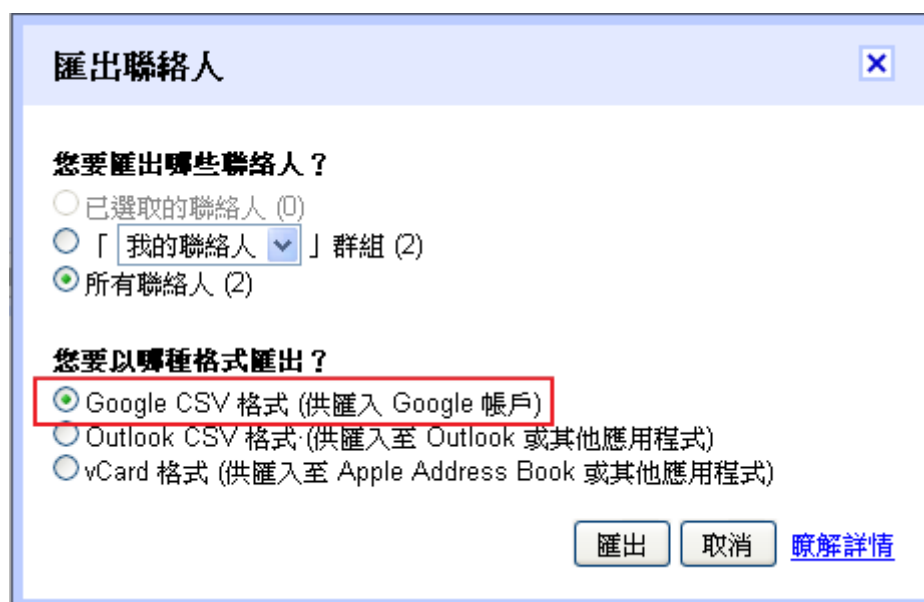 匯出聯絡人
您要匯出哪些聯絡人？
已選取的聯絡人 (0)
「 我的聯絡人 」群組 (2)
所有聯絡人 (2)
您要以哪種格式匯出？
Google CSV 格式 (供匯入 Google 帳戶)
Outlook CSV 格式 (供匯入至 Outlook 或其他應用程式)
vCard 格式 (供匯入至 Apple Address Book 或其他應用程式)
匯出 取消 瞭解詳情